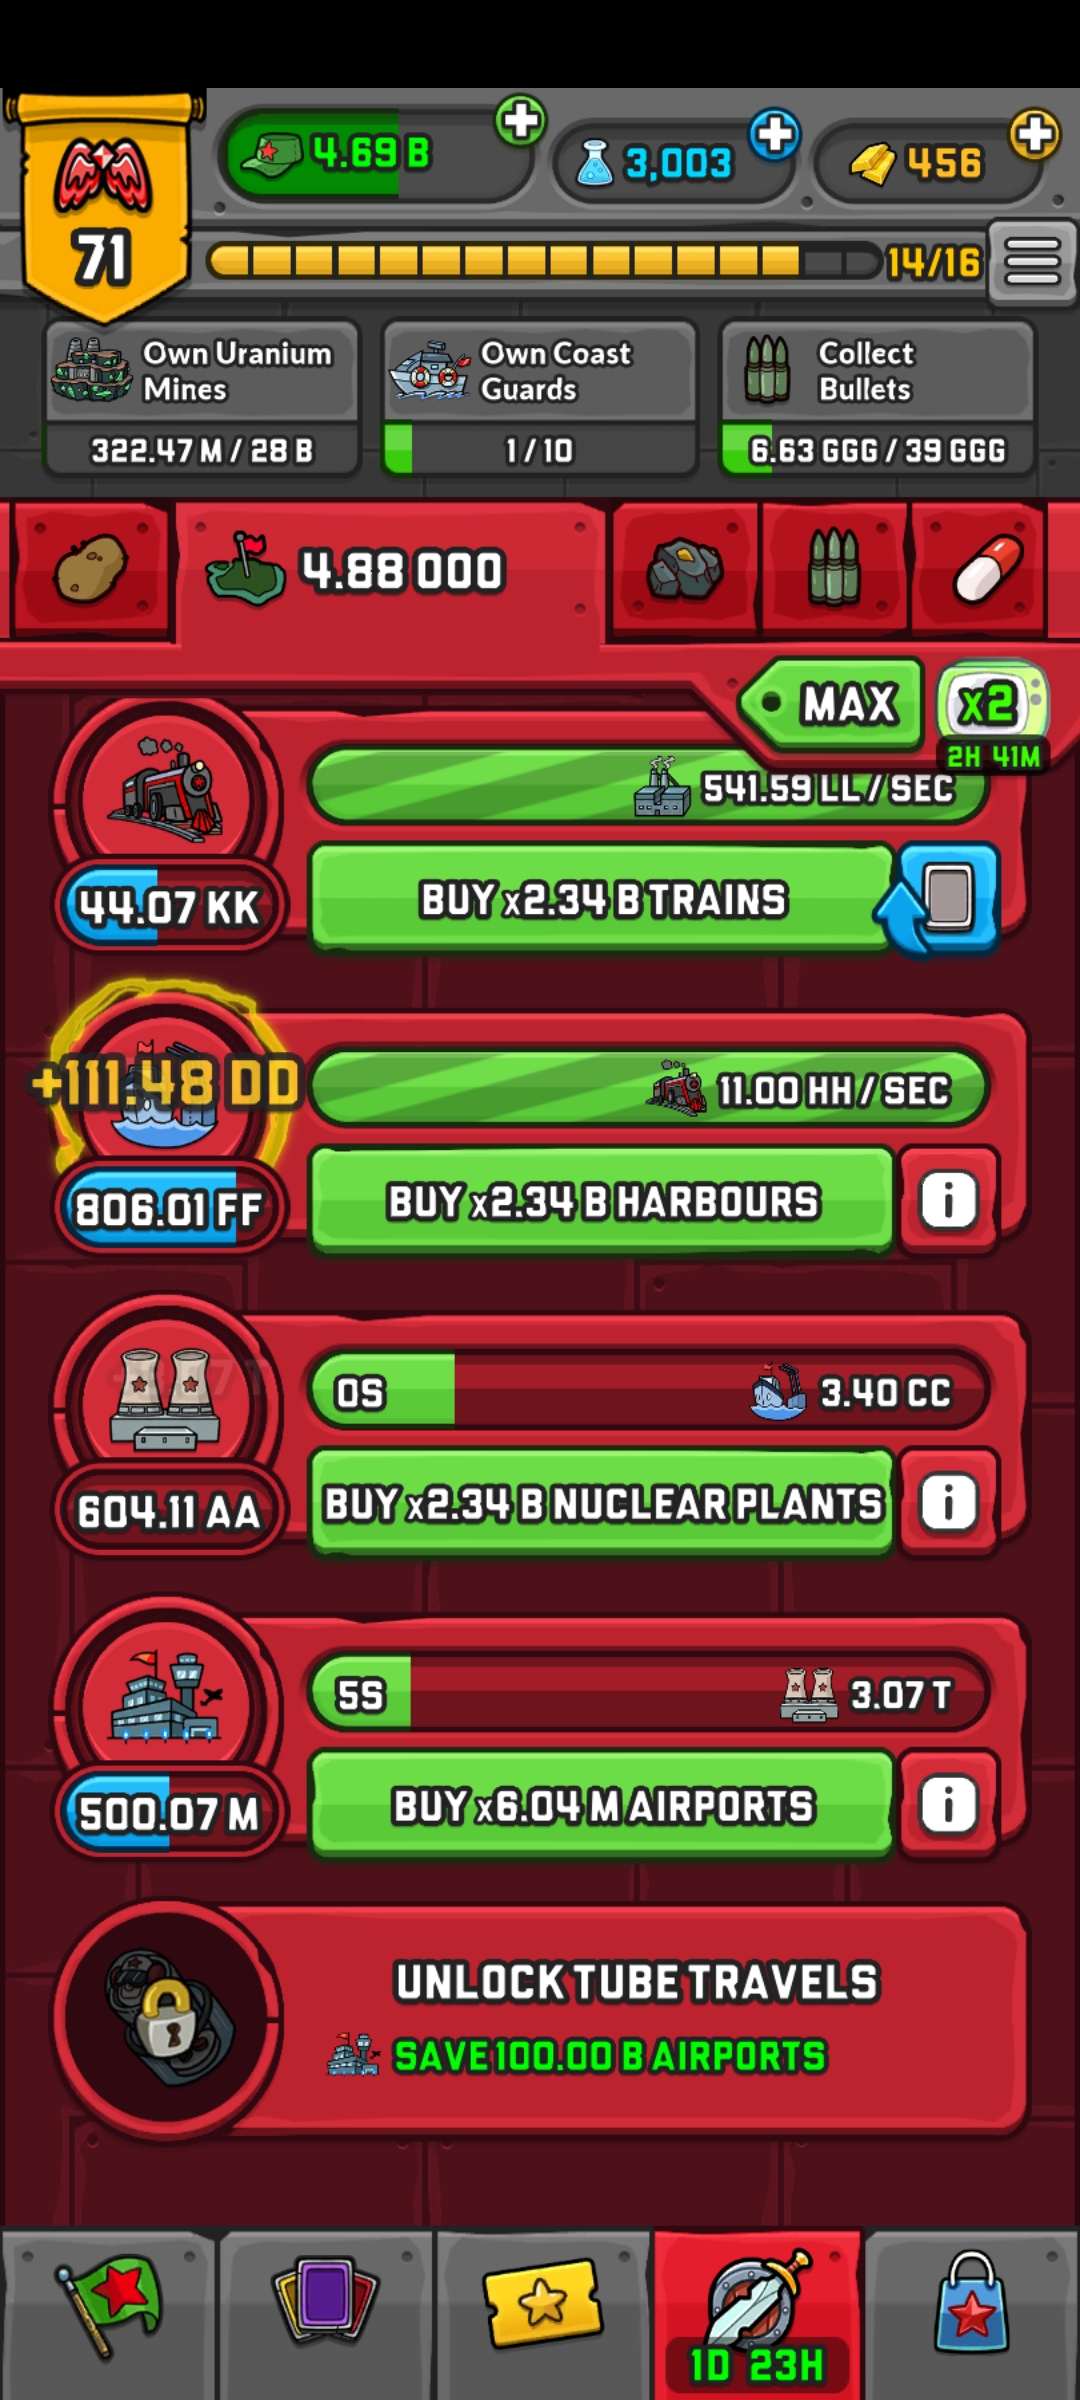 71
4.69 B
3,003
456
14/16
Own Uranium
Mines
322.47 M / 28 B
Own Coast
Guards
1 / 10
Collect
Bullets
6.63 GGG / 39 GGG
4.88 000
MAX
x2
2H 41M
541.59 LL / SEC
44.07 KK
BUY x2.34 B TRAINS
+111.48 DD
11.00 HH / SEC
806.01 FF
BUY x2.34 B HARBOURS
i
0S
3.40 CC
604.11 AA
BUY x2.34 B NUCLEAR PLANTS
i
5S
3.07 T
500.07 M
BUY x6.04 M AIRPORTS
i
UNLOCK TUBE TRAVELS
SAVE 100.00 B AIRPORTS
1D 23H